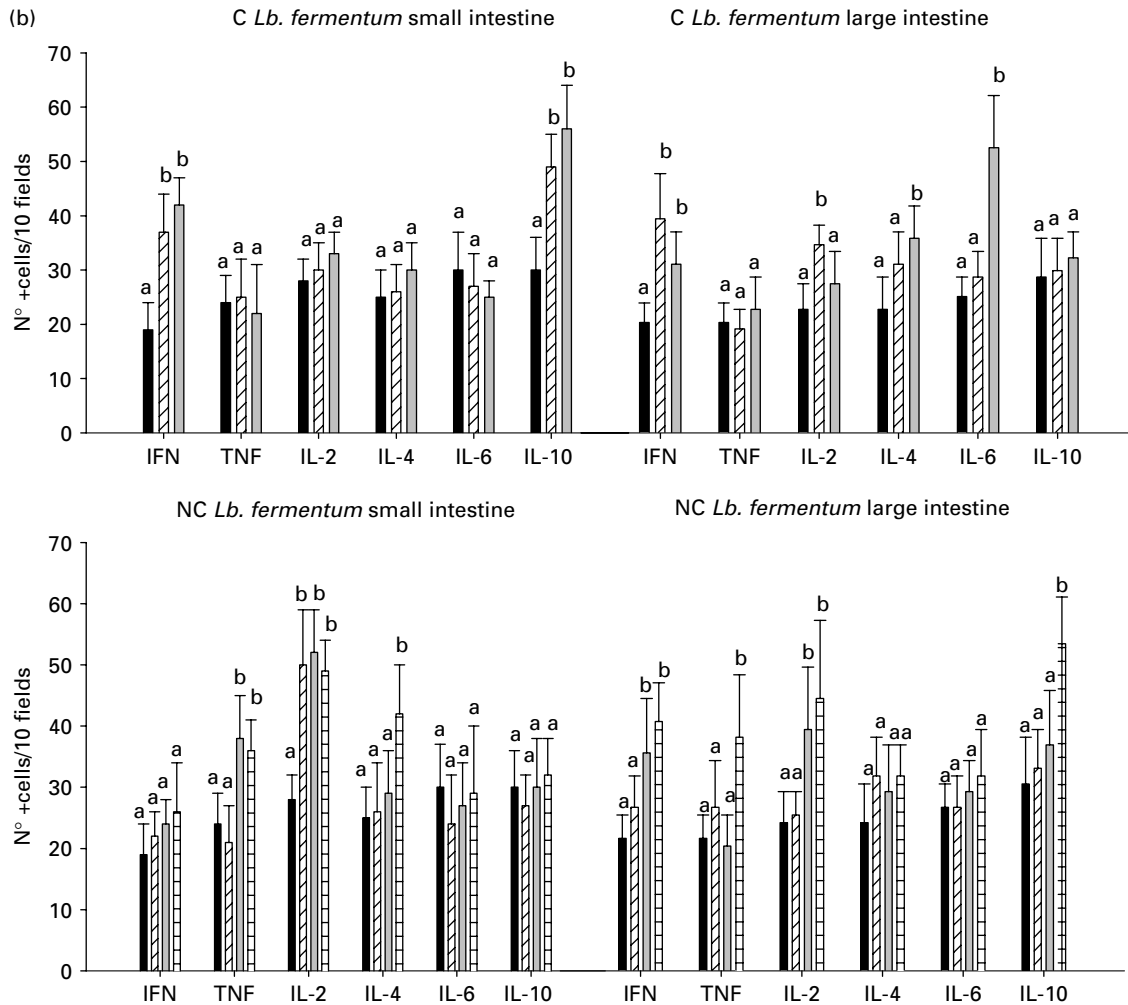 (b)
C Lb. fermentum small intestine
C Lb. fermentum large intestine
N° +cells/10 fields
70
60
50
40
30
20
10
0
a b b
a a a
a a a
a a a
a a a
a b b
a b b
a a a
a b a
a a b
a a b
a a a
IFN TNF IL-2 IL-4 IL-6 IL-10
IFN TNF IL-2 IL-4 IL-6 IL-10
NC Lb. fermentum small intestine
NC Lb. fermentum large intestine
N° +cells/10 fields
70
60
50
40
30
20
10
0
a a a a
a a b b
a b b b
a a a b
a a a a
a a a a
a a b b
a a a b
a a b b
a a a a
a a a a
a a a b
IFN TNF IL-2 IL-4 IL-6 IL-10
IFN TNF IL-2 IL-4 IL-6 IL-10